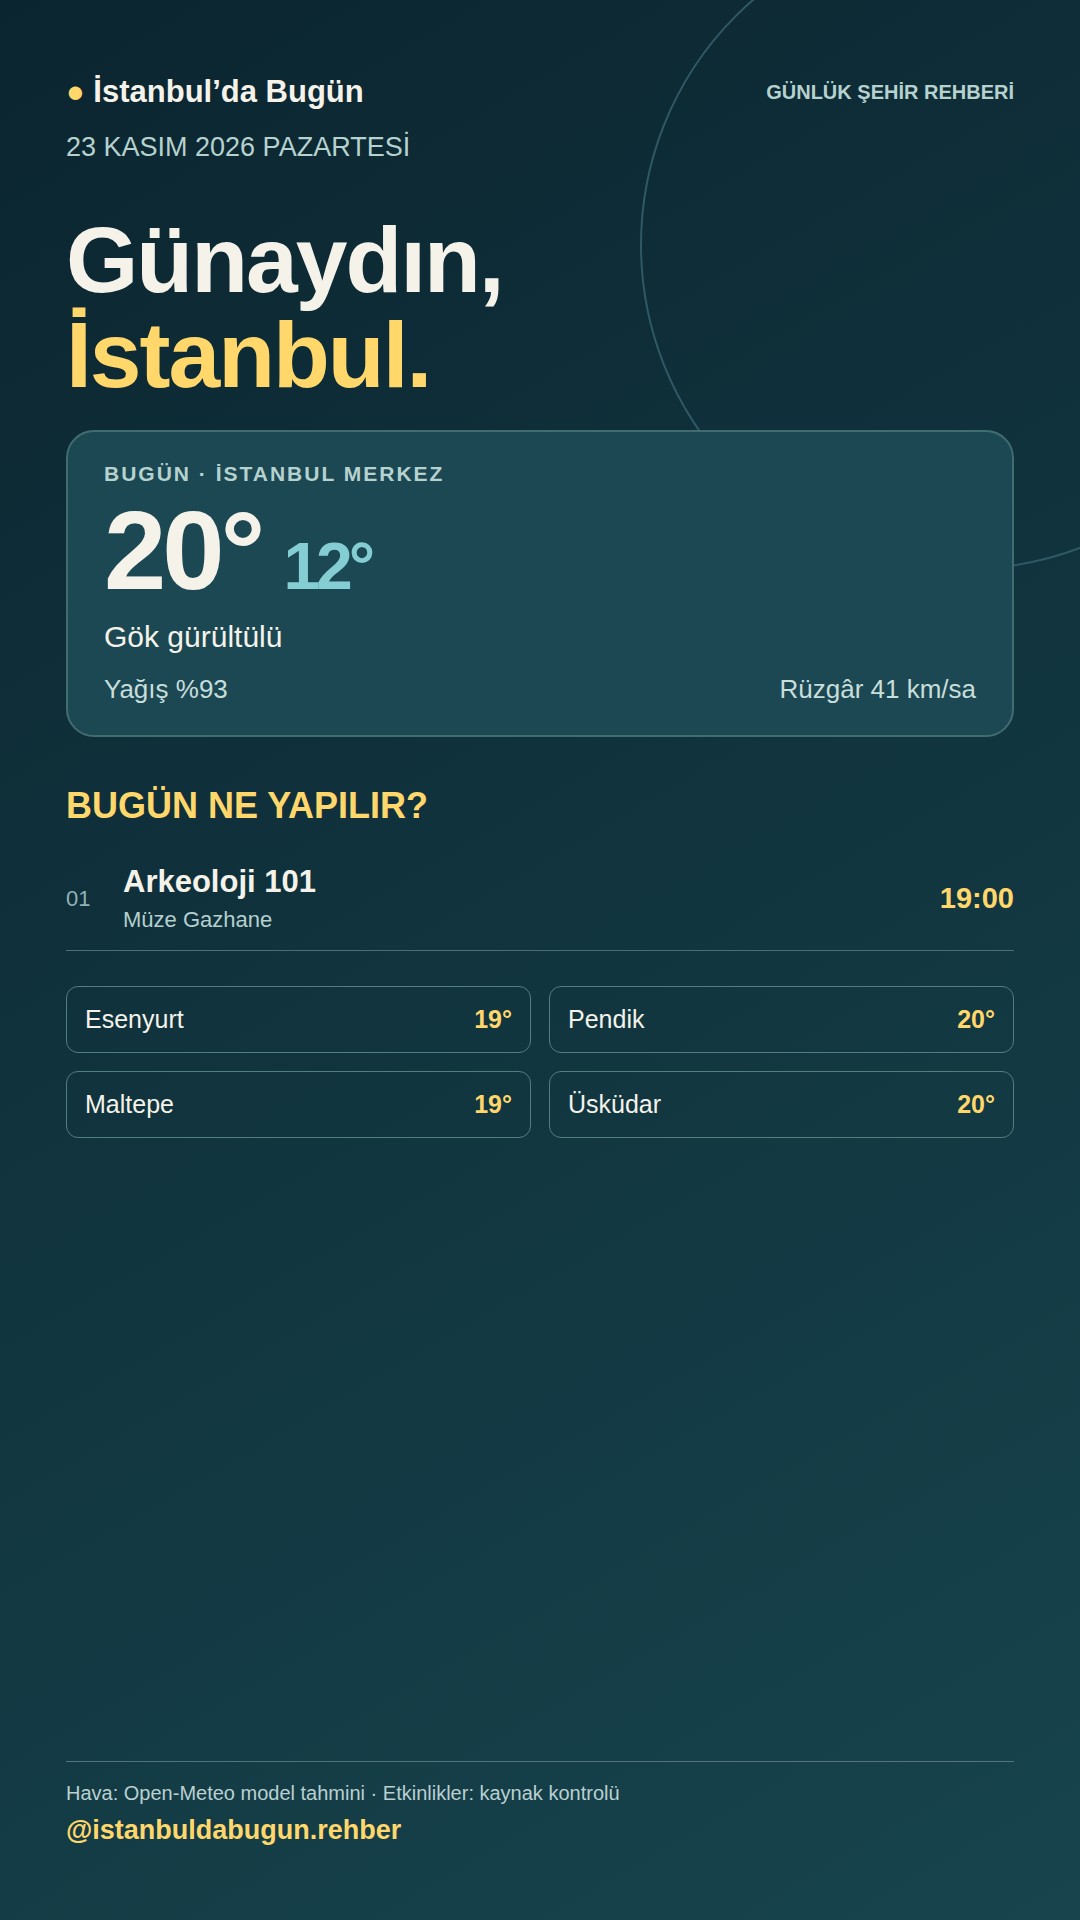 ● İstanbul’da Bugün
GÜNLÜK ŞEHİR REHBERİ
23 KASIM 2026 PAZARTESİ
Günaydın,
İstanbul.
BUGÜN · İSTANBUL MERKEZ
20° 12°
Gök gürültülü
Yağış %93
Rüzgâr 41 km/sa
BUGÜN NE YAPILIR?
01
Arkeoloji 101
Müze Gazhane
19:00
Esenyurt 19°
Pendik 20°
Maltepe 19°
Üsküdar 20°
Hava: Open-Meteo model tahmini · Etkinlikler: kaynak kontrolü
@istanbuldabugun.rehber